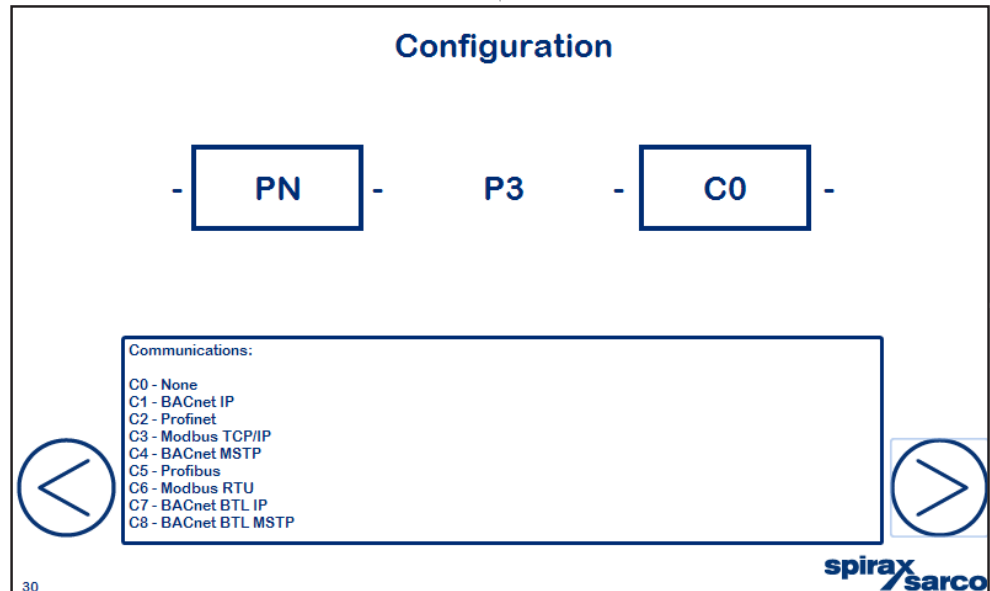 Configuration
- PN - P3 - C0 -
Communications:
C0 - None
C1 - BACnet IP
C2 - Profinet
C3 - Modbus TCP/IP
C4 - BACnet MSTP
C5 - Profibus
C6 - Modbus RTU
C7 - BACnet BTL IP
C8 - BACnet BTL MSTP
< >
30
spirax
sarco